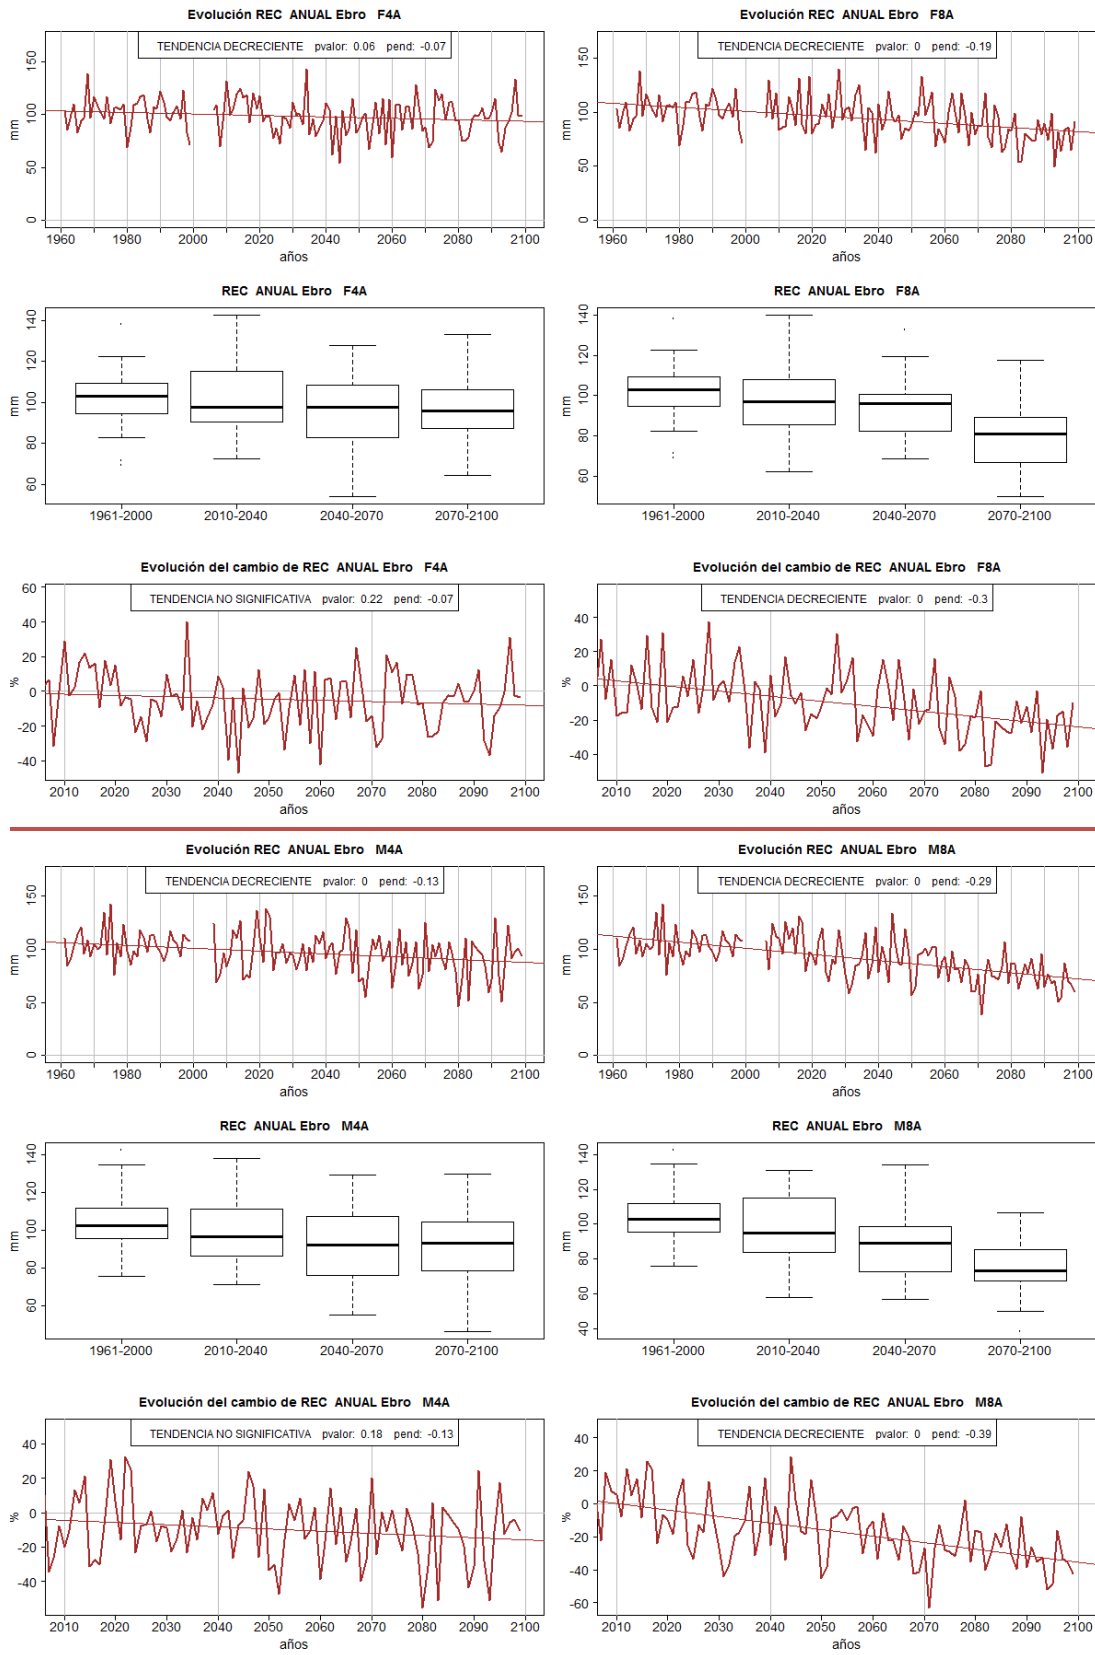 Evolución REC ANUAL Ebro F4A
TENDENCIA DECRECIENTE pvalor: 0.06 pend: -0.07
mm
0 50 100 150
1960 1980 2000 2020 2040 2060 2080 2100
años
Evolución REC ANUAL Ebro F8A
TENDENCIA DECRECIENTE pvalor: 0 pend: -0.19
mm
0 50 100 150
1960 1980 2000 2020 2040 2060 2080 2100
años
REC ANUAL Ebro F4A
mm
60 80 100 120 140
1961-2000 2010-2040 2040-2070 2070-2100
REC ANUAL Ebro F8A
mm
60 80 100 120 140
1961-2000 2010-2040 2040-2070 2070-2100
Evolución del cambio de REC ANUAL Ebro F4A
TENDENCIA NO SIGNIFICATIVA pvalor: 0.22 pend: -0.07
%
60
40
20
0
-20
-40
2010 2020 2030 2040 2050 2060 2070 2080 2090 2100
años
Evolución del cambio de REC ANUAL Ebro F8A
TENDENCIA DECRECIENTE pvalor: 0 pend: -0.3
%
40
20
0
-20
-40
2010 2020 2030 2040 2050 2060 2070 2080 2090 2100
años
Evolución REC ANUAL Ebro M4A
TENDENCIA DECRECIENTE pvalor: 0 pend: -0.13
mm
0 50 100 150
1960 1980 2000 2020 2040 2060 2080 2100
años
Evolución REC ANUAL Ebro M8A
TENDENCIA DECRECIENTE pvalor: 0 pend: -0.29
mm
0 50 100 150
1960 1980 2000 2020 2040 2060 2080 2100
años
REC ANUAL Ebro M4A
mm
60 80 100 120 140
1961-2000 2010-2040 2040-2070 2070-2100
REC ANUAL Ebro M8A
mm
40 60 80 100 120 140
1961-2000 2010-2040 2040-2070 2070-2100
Evolución del cambio de REC ANUAL Ebro M4A
TENDENCIA NO SIGNIFICATIVA pvalor: 0.18 pend: -0.13
%
40
20
0
-20
-40
2010 2020 2030 2040 2050 2060 2070 2080 2090 2100
años
Evolución del cambio de REC ANUAL Ebro M8A
TENDENCIA DECRECIENTE pvalor: 0 pend: -0.39
%
40
20
0
-20
-40
-60
2010 2020 2030 2040 2050 2060 2070 2080 2090 2100
años